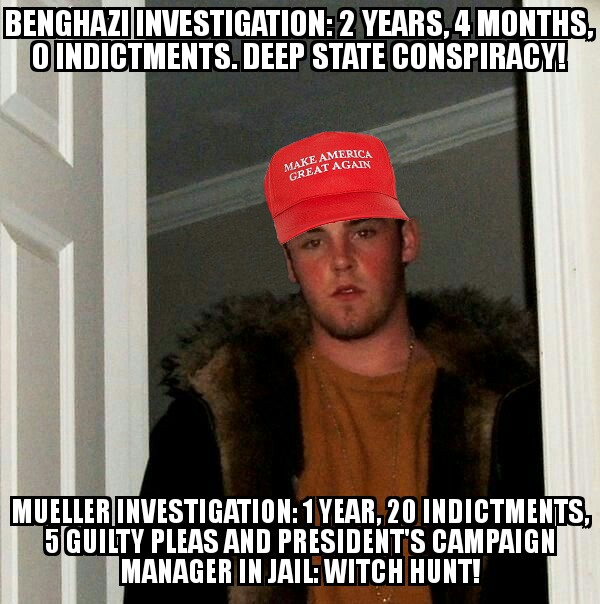 BENGHAZI INVESTIGATION: 2 YEARS, 4 MONTHS,
0 INDICTMENTS. DEEP STATE CONSPIRACY!
MAKE AMERICA
GREAT AGAIN
MUELLER INVESTIGATION: 1 YEAR, 20 INDICTMENTS,
5 GUILTY PLEAS AND PRESIDENT'S CAMPAIGN
MANAGER IN JAIL: WITCH HUNT!